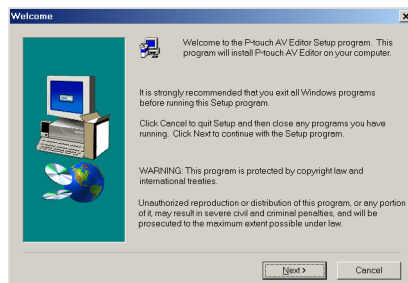 Welcome
Welcome to the P-touch AV Editor Setup program. This
program will install P-touch AV Editor on your computer.
It is strongly recommended that you exit all Windows programs
before running this Setup program.
Click Cancel to quit Setup and then close any programs you have
running. Click Next to continue with the Setup program.
WARNING: This program is protected by copyright law and
international treaties.
Unauthorized reproduction or distribution of this program, or any portion
of it, may result in severe civil and criminal penalties, and will be
prosecuted to the maximum extent possible under law.
Next >
Cancel